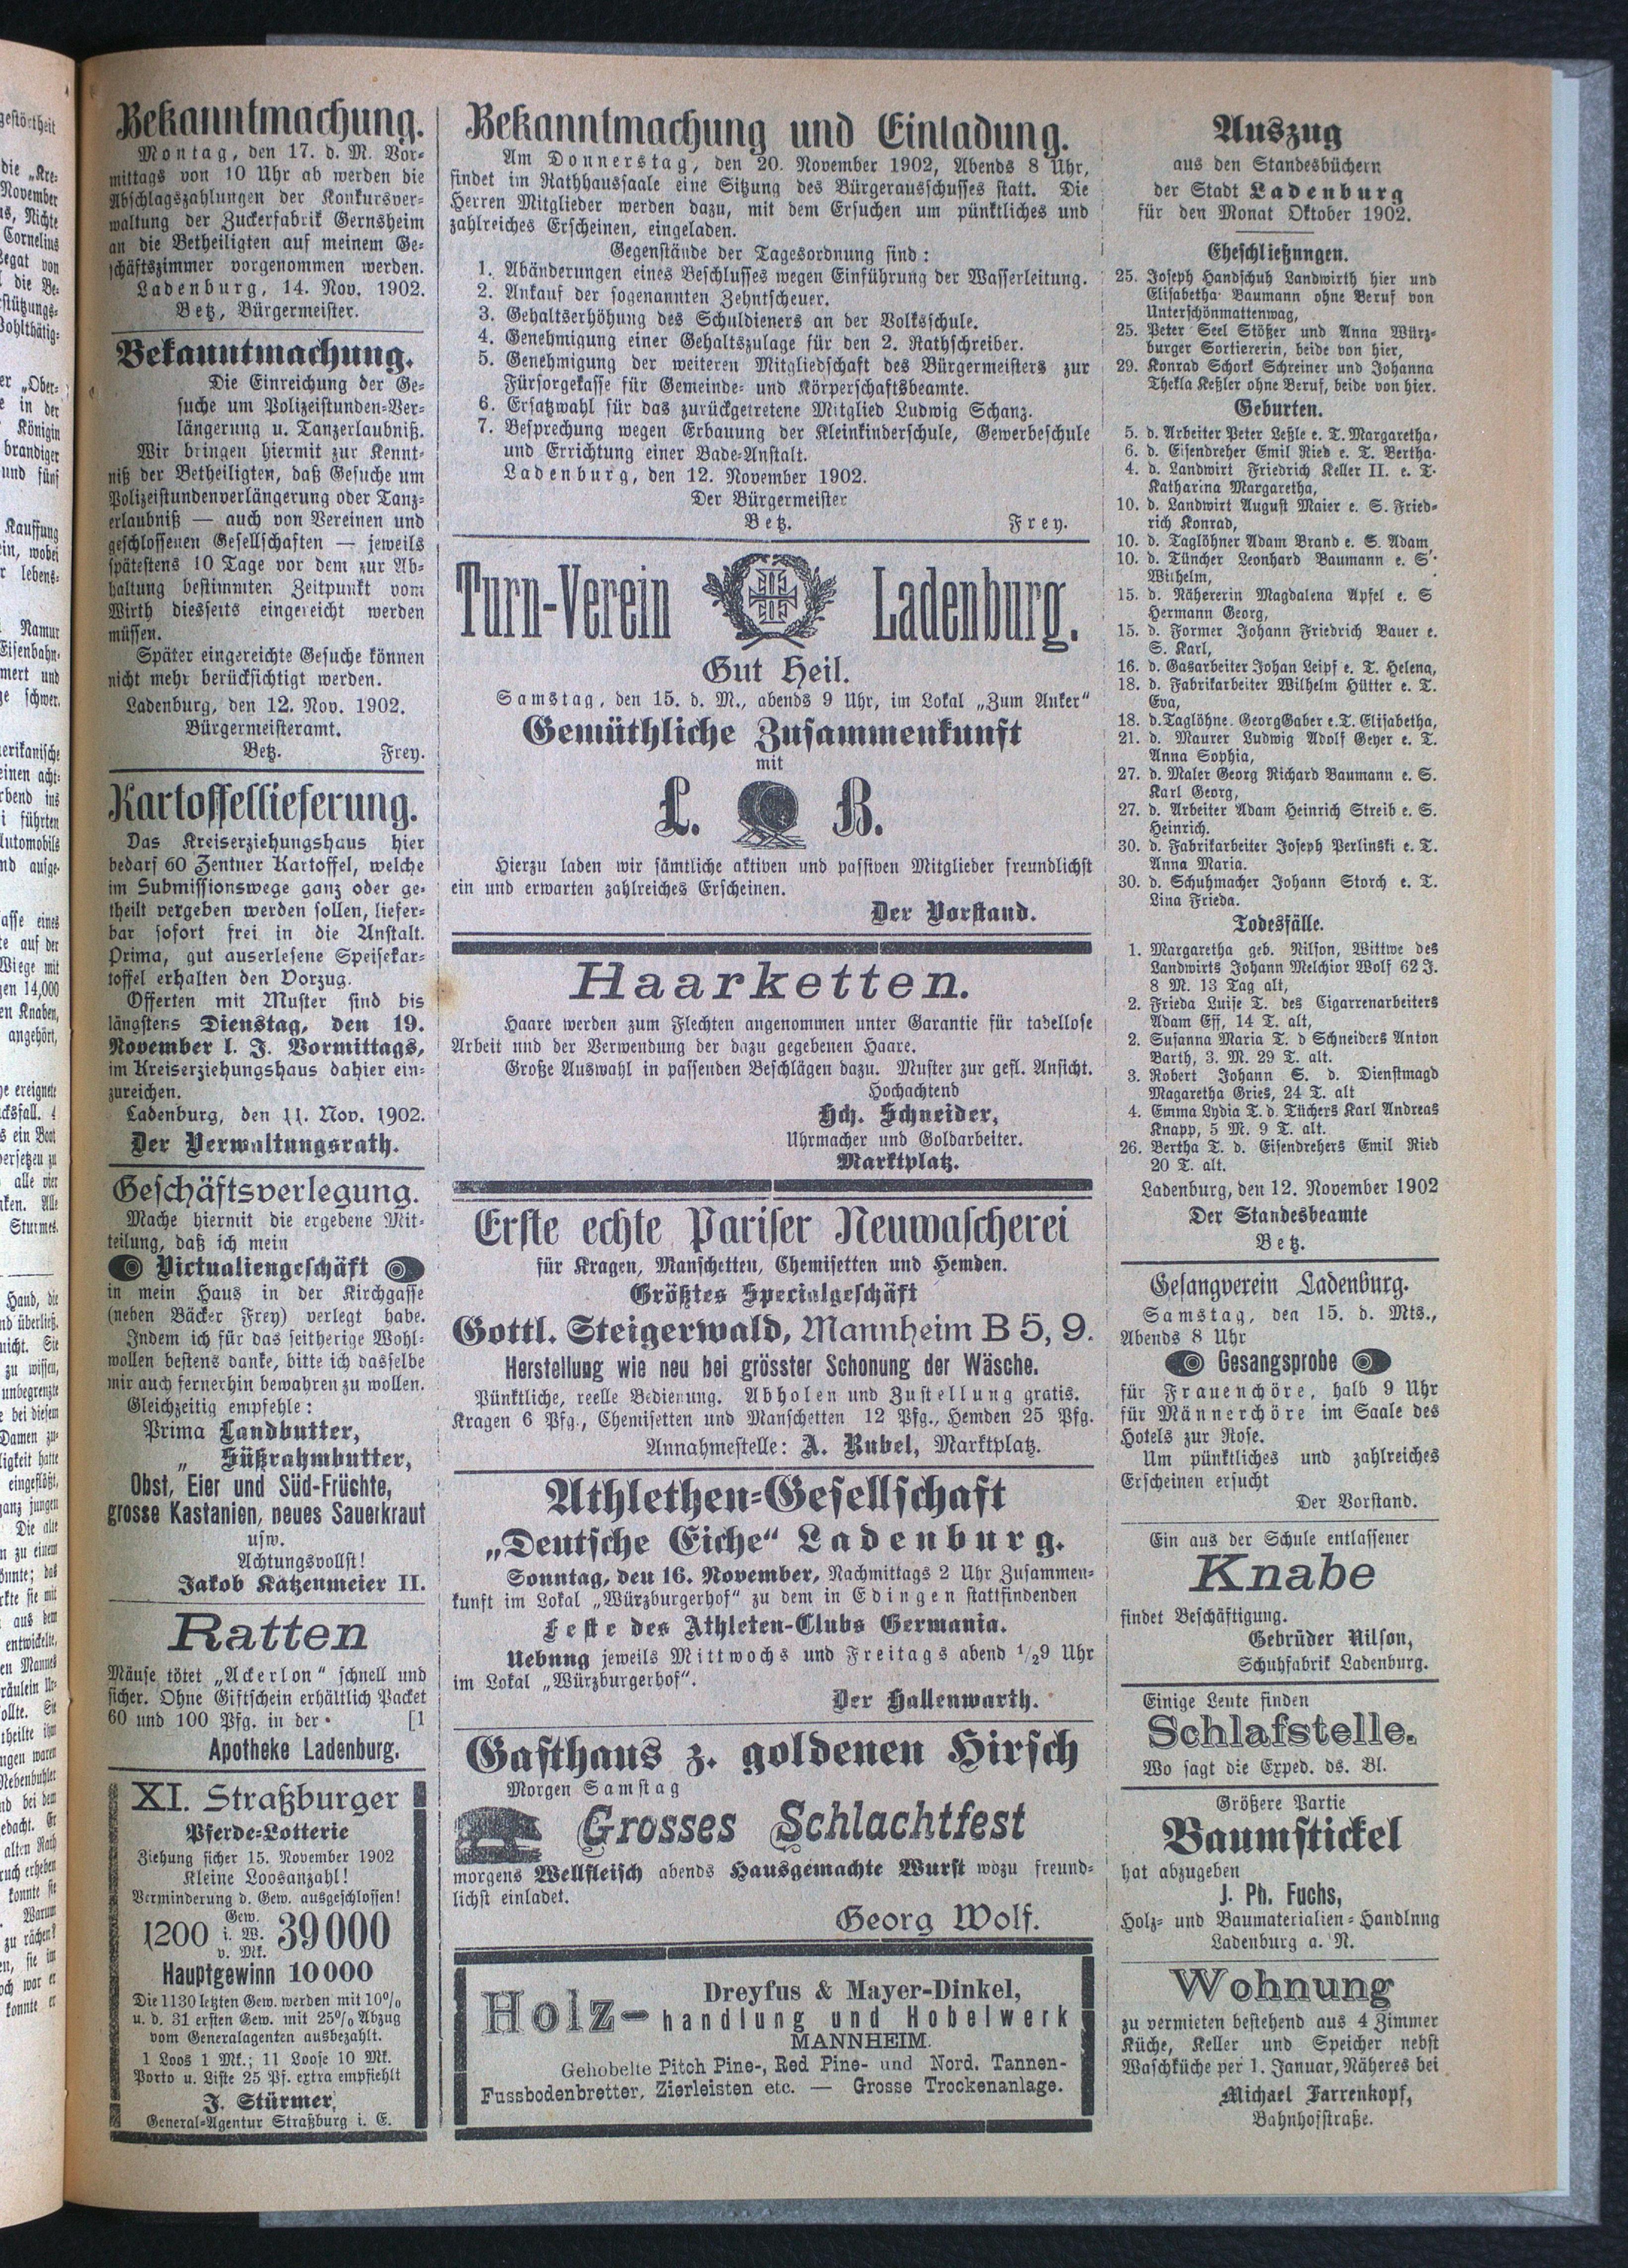 Bekanntmachung.
Montag, den 17. d. M. Vor-
mittags von 10 Uhr ab werden die
Abschlagszahlungen der Konkursver-
waltung der Zuckerfabrik Gernsheim
an die Betheiligten auf meinem Ge-
schäftszimmer vorgenommen werden.
Ladenburg, 14. Nov. 1902.
Betz, Bürgermeister.
Bekanntmachung.
Die Einreichung der Ge-
suche um Polizeistunden-Ver-
längerung u. Tanzerlaubniß.
Wir bringen hiermit zur Kennt-
niß der Betheiligten, daß Gesuche um
Polizeistundenverlängerung oder Tanz-
erlaubniß — auch von Vereinen und
geschlossenen Gesellschaften — jeweils
spätestens 10 Tage vor dem zur Ab-
haltung bestimmten Zeitpunkt vom
Wirth diesseits eingereicht werden
müssen.
Später eingereichte Gesuche können
nicht mehr berücksichtigt werden.
Ladenburg, den 12. Nov. 1902.
Bürgermeisteramt.
Betz. Frey.
Kartoffellieferung.
Das Kreiserziehungshaus hier
bedarf 60 Zentner Kartoffel, welche
im Submissionswege ganz oder ge-
theilt vergeben werden sollen, liefer-
bar sofort frei in die Anstalt.
Prima, gut auserlesene Speisekar-
toffel erhalten den Vorzug.
Offerten mit Muster sind bis
längstens Dienstag, den 19.
November l. J. Vormittags,
im Kreiserziehungshaus dahier ein-
zureichen.
Ladenburg, den 11. Nov. 1902.
Der Verwaltungsrath.
Geschäftsverlegung.
Mache hiermit die ergebene Mit-
teilung, daß ich mein
Victualiengeschäft
in mein Haus in der Kirchgasse
(neben Bäcker Frey) verlegt habe.
Indem ich für das seitherige Wohl-
wollen bestens danke, bitte ich dasselbe
mir auch fernerhin bewahren zu wollen.
Gleichzeitig empfehle:
Prima Landbutter,
„ Süßrahmbutter,
Obst, Eier und Süd-Früchte,
grosse Kastanien, neues Sauerkraut
usw.
Achtungsvollst!
Jakob Katzenmeier II.
Ratten
Mäuse tötet „Ackerlon“ schnell und
sicher. Ohne Giftschein erhältlich Packet
60 und 100 Pfg. in der [1
Apotheke Ladenburg.
XI. Straßburger
Pferde-Lotterie
Ziehung sicher 15. November 1902
Kleine Loosanzahl!
Verminderung d. Gew. ausgeschlossen!
1200 Gew. i. W. v. Mk. 39000
Hauptgewinn 10000
Die 1130 letzten Gew. werden mit 10%
u. d. 31 ersten Gew. mit 25% Abzug
vom Generalagenten ausbezahlt.
1 Loos 1 Mk.; 11 Loose 10 Mk.
Porto u. Liste 25 Pf. extra empfiehlt
J. Stürmer,
General-Agentur Straßburg i. E.
Bekanntmachung und Einladung.
Am Donnerstag, den 20. November 1902, Abends 8 Uhr,
findet im Rathhaussaale eine Sitzung des Bürgerausschusses statt. Die
Herren Mitglieder werden dazu, mit dem Ersuchen um pünktliches und
zahlreiches Erscheinen, eingeladen.
Gegenstände der Tagesordnung sind:
1. Abänderungen eines Beschlusses wegen Einführung der Wasserleitung.
2. Ankauf der sogenannten Zehntscheuer.
3. Gehaltserhöhung des Schuldieners an der Volksschule.
4. Genehmigung einer Gehaltszulage für den 2. Rathschreiber.
5. Genehmigung der weiteren Mitgliedschaft des Bürgermeisters zur
Fürsorgekasse für Gemeinde- und Körperschaftsbeamte.
6. Ersatzwahl für das zurückgetretene Mitglied Ludwig Schanz.
7. Besprechung wegen Erbauung der Kleinkinderschule, Gewerbeschule
und Errichtung einer Bade-Anstalt.
Ladenburg, den 12. November 1902.
Der Bürgermeister
Betz. Frey.
Turn-Verein Ladenburg.
Gut Heil.
Samstag, den 15. d. M., abends 9 Uhr, im Lokal „Zum Anker“
Gemüthliche Zusammenkunft
mit
L. B.
Hierzu laden wir sämtliche aktiven und passiven Mitglieder freundlichst
ein und erwarten zahlreiches Erscheinen.
Der Vorstand.
Haarketten.
Haare werden zum Flechten angenommen unter Garantie für tadellose
Arbeit und der Verwendung der dazu gegebenen Haare.
Große Auswahl in passenden Beschlägen dazu. Muster zur gefl. Ansicht.
Hochachtend
Hch. Schneider,
Uhrmacher und Goldarbeiter.
Marktplatz.
Erste echte Pariser Neuwascherei
für Kragen, Manschetten, Chemisetten und Hemden.
Größtes Specialgeschäft
Gottl. Steigerwald, Mannheim B 5, 9.
Herstellung wie neu bei grösster Schonung der Wäsche.
Pünktliche, reelle Bedienung. Abholen und Zustellung gratis.
Kragen 6 Pfg., Chemisetten und Manschetten 12 Pfg., Hemden 25 Pfg.
Annahmestelle: A. Rubel, Marktplatz.
Athlethen-Gesellschaft
„Deutsche Eiche“ Ladenburg.
Sonntag, den 16. November, Nachmittags 2 Uhr Zusammen-
kunft im Lokal „Würzburgerhof“ zu dem in Edingen stattfindenden
Feste des Athleten-Clubs Germania.
Uebung jeweils Mittwochs und Freitags abend 1/29 Uhr
im Lokal „Würzburgerhof“.
Der Hallenwarth.
Gasthaus z. goldenen Hirsch
Morgen Samstag
Grosses Schlachtfest
morgens Wellfleisch abends Hausgemachte Wurst wozu freund-
lichst einladet.
Georg Wolf.
Dreyfus & Mayer-Dinkel,
Holz-handlung und Hobelwerk
MANNHEIM.
Gehobelte Pitch Pine-, Red Pine- und Nord. Tannen-
Fussbodenbretter, Zierleisten etc. — Grosse Trockenanlage.
Auszug
aus den Standesbüchern
der Stadt Ladenburg
für den Monat Oktober 1902.
Eheschließungen.
25. Joseph Handschuh Landwirth hier und
Elisabetha Baumann ohne Beruf von
Unterschönmattenwag,
25. Peter Seel Stößer und Anna Würz-
burger Sortiererin, beide von hier,
29. Konrad Schork Schreiner und Johanna
Thekla Keßler ohne Beruf, beide von hier.
Geburten.
5. d. Arbeiter Peter Leßle e. T. Margaretha,
6. d. Eisendreher Emil Ried e. T. Bertha.
4. d. Landwirt Friedrich Keller II. e. T.
Katharina Margaretha,
10. d. Landwirt August Maier e. S. Fried-
rich Konrad,
10. d. Taglöhner Adam Brand e. S. Adam,
10. d. Tüncher Leonhard Baumann e. S.
Wilhelm,
15. d. Nähererin Magdalena Apfel e. S
Hermann Georg,
15. d. Former Johann Friedrich Bauer e.
S. Karl,
16. d. Gasarbeiter Johan Leipf e. T. Helena,
18. d. Fabrikarbeiter Wilhelm Hütter e. T.
Eva,
18. d. Taglöhne. Georg Gaber e. T. Elisabetha,
21. d. Maurer Ludwig Adolf Geyer e. T.
Anna Sophia,
27. d. Maler Georg Richard Baumann e. S.
Karl Georg,
27. d. Arbeiter Adam Heinrich Streib e. S.
Heinrich.
30. d. Fabrikarbeiter Joseph Perlinski e. T.
Anna Maria.
30. d. Schuhmacher Johann Storch e. T.
Lina Frieda.
Todesfälle.
1. Margaretha geb. Nilson, Wittwe des
Landwirts Johann Melchior Wolf 62 J.
8 M. 13 Tag alt,
2. Frieda Luise T. des Cigarrenarbeiters
Adam Eff, 14 T. alt,
2. Susanna Maria T. d Schneiders Anton
Barth, 3. M. 29 T. alt.
3. Robert Johann S. d. Dienstmagd
Magaretha Gries, 24 T. alt
4. Emma Lydia T. d. Tüchers Karl Andreas
Knapp, 5 M. 9 T. alt.
26. Bertha T. d. Eisendrehers Emil Ried
20 T. alt.
Ladenburg, den 12. November 1902
Der Standesbeamte
Betz.
Gesangverein Ladenburg.
Samstag, den 15. d. Mts.,
Abends 8 Uhr
Gesangsprobe
für Frauenchöre, halb 9 Uhr
für Männerchöre im Saale des
Hotels zur Rose.
Um pünktliches und zahlreiches
Erscheinen ersucht
Der Vorstand.
Ein aus der Schule entlassener
Knabe
findet Beschäftigung.
Gebrüder Nilson,
Schuhfabrik Ladenburg.
Einige Leute finden
Schlafstelle.
Wo sagt die Exped. ds. Bl.
Größere Partie
Baumstickel
hat abzugeben
J. Ph. Fuchs,
Holz- und Baumaterialien-Handlnng
Ladenburg a. N.
Wohnung
zu vermieten bestehend aus 4 Zimmer
Küche, Keller und Speicher nebst
Waschküche per 1. Januar, Näheres bei
Michael Farrenkopf,
Bahnhofstraße.